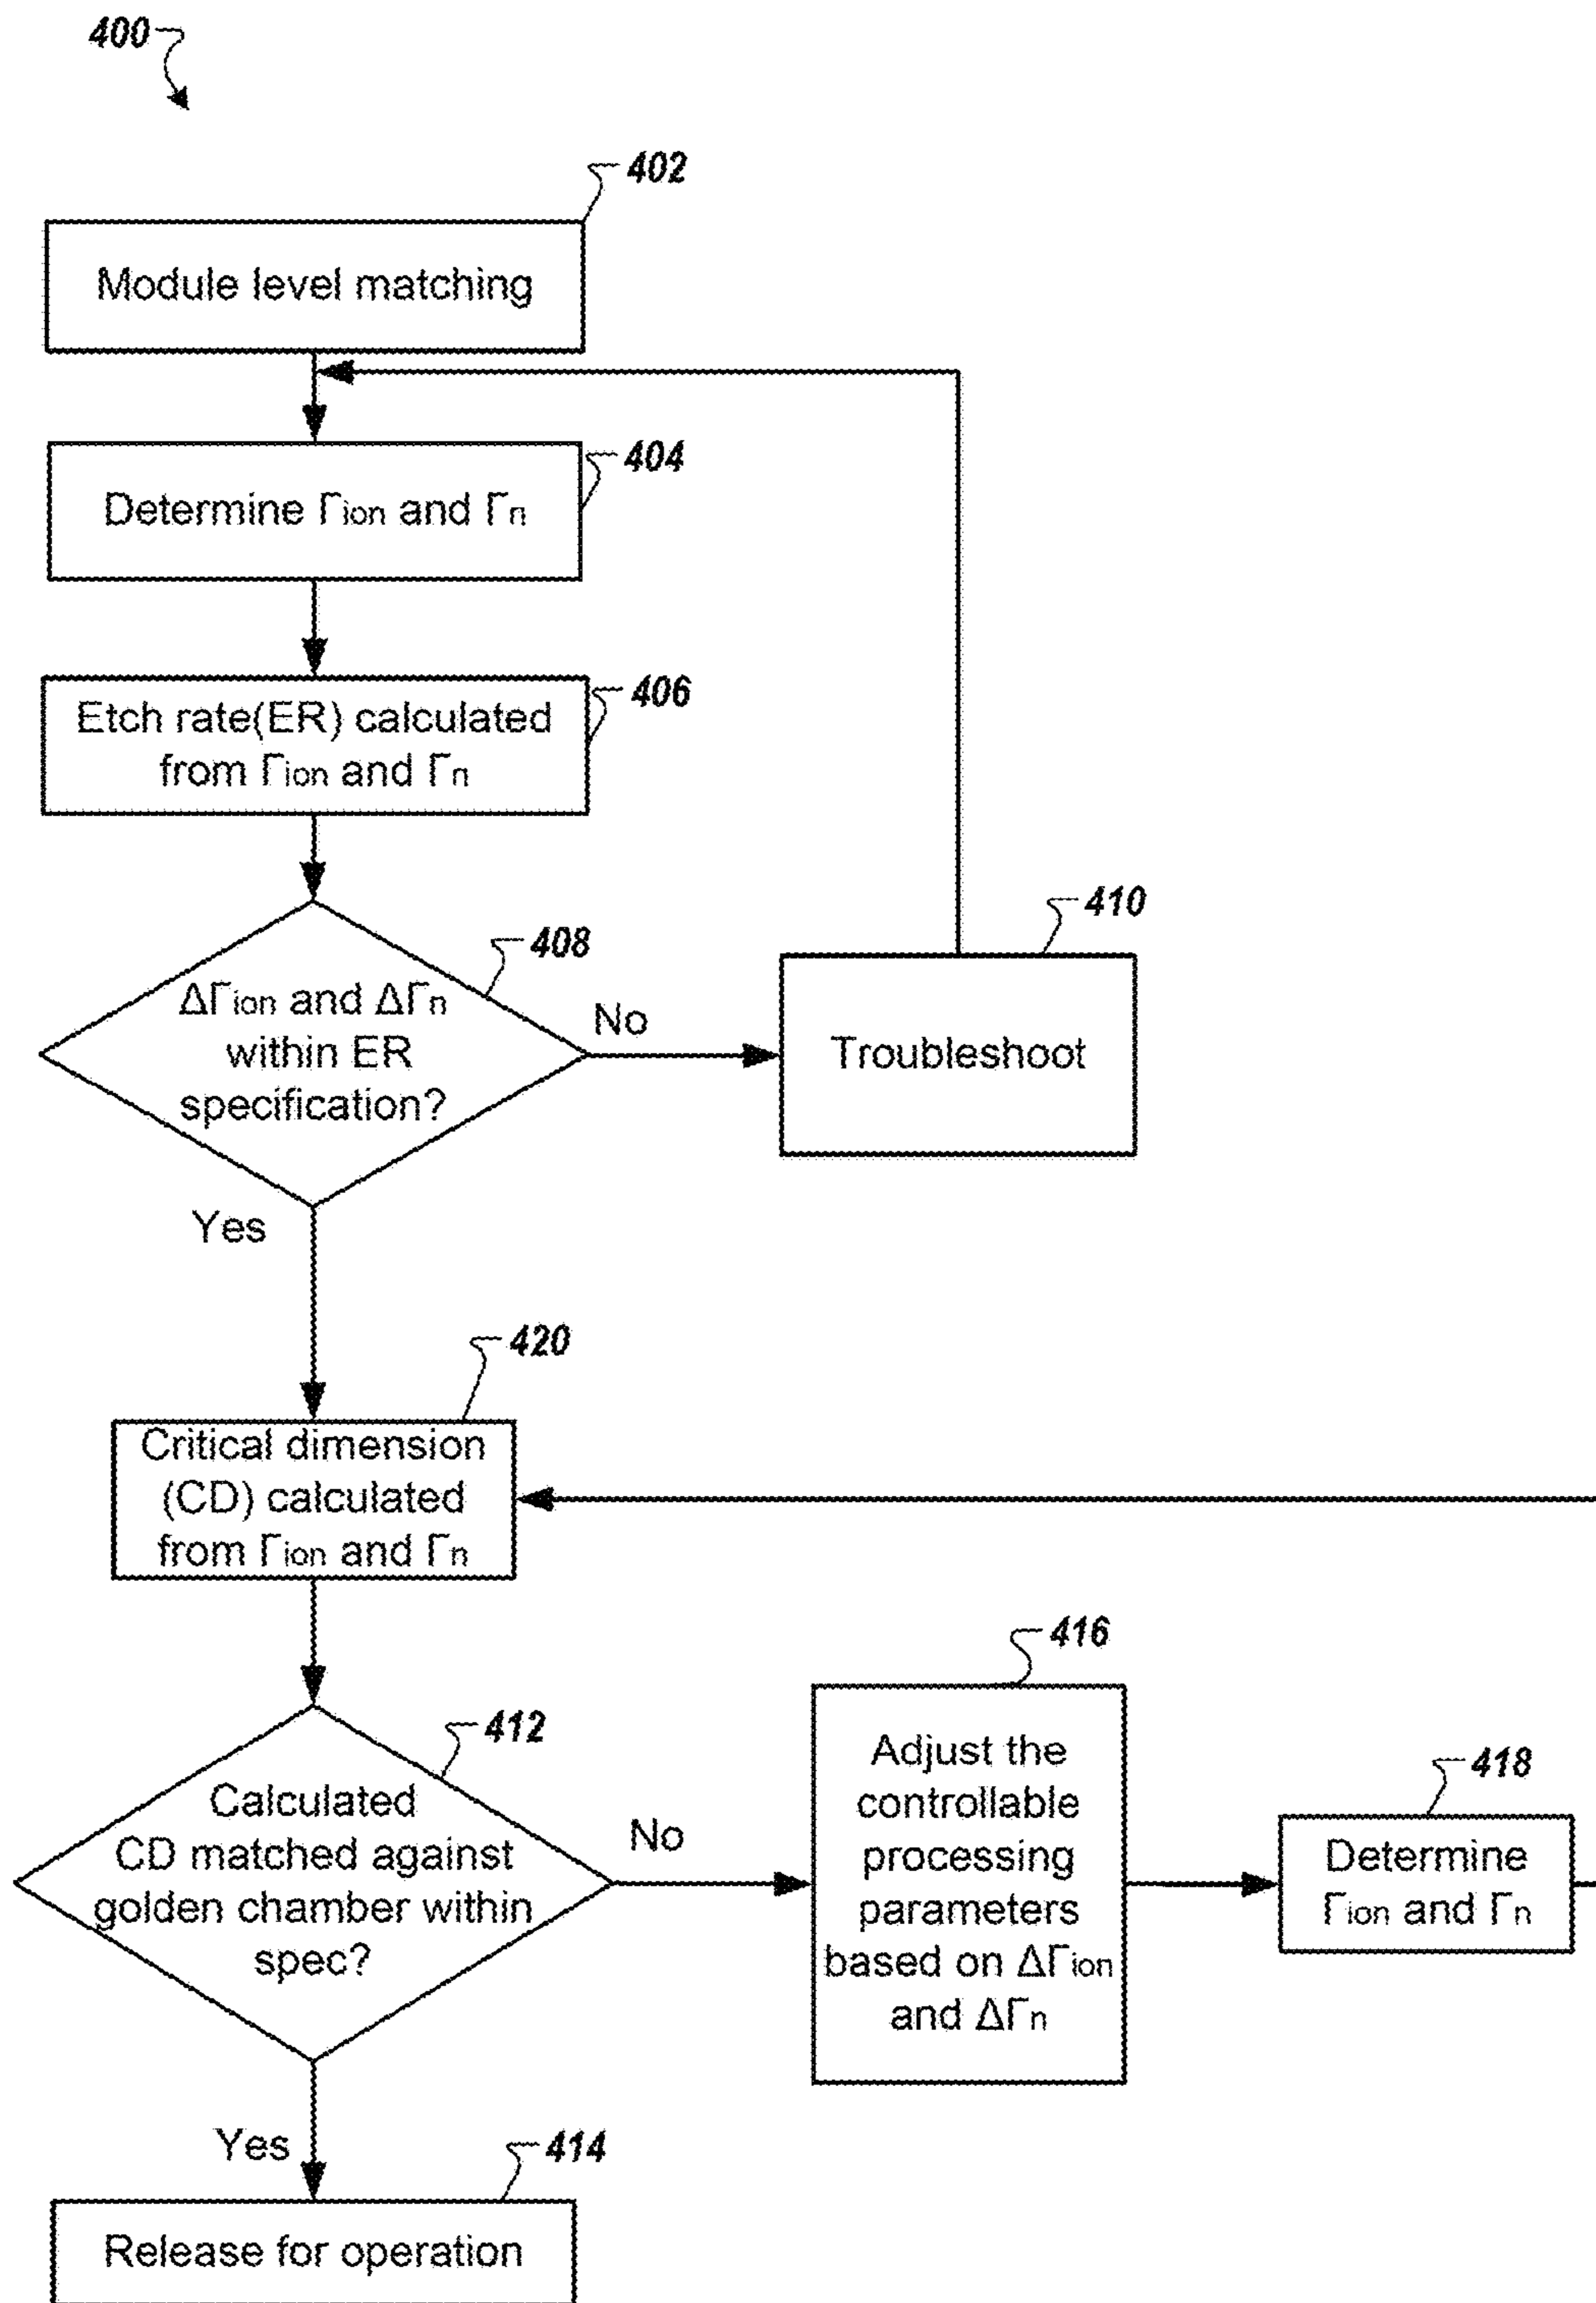 400
402
Module level matching
404
Determine Γion and Γn
406
Etch rate(ER) calculated
from Γion and Γn
408
ΔΓion and ΔΓn
within ER
specification?
No
410
Troubleshoot
Yes
420
Critical dimension
(CD) calculated
from Γion and Γn
412
Calculated
CD matched against
golden chamber within
spec?
No
416
Adjust the
controllable
processing
parameters
based on ΔΓion
and ΔΓn
418
Determine
Γion and Γn
Yes
414
Release for operation